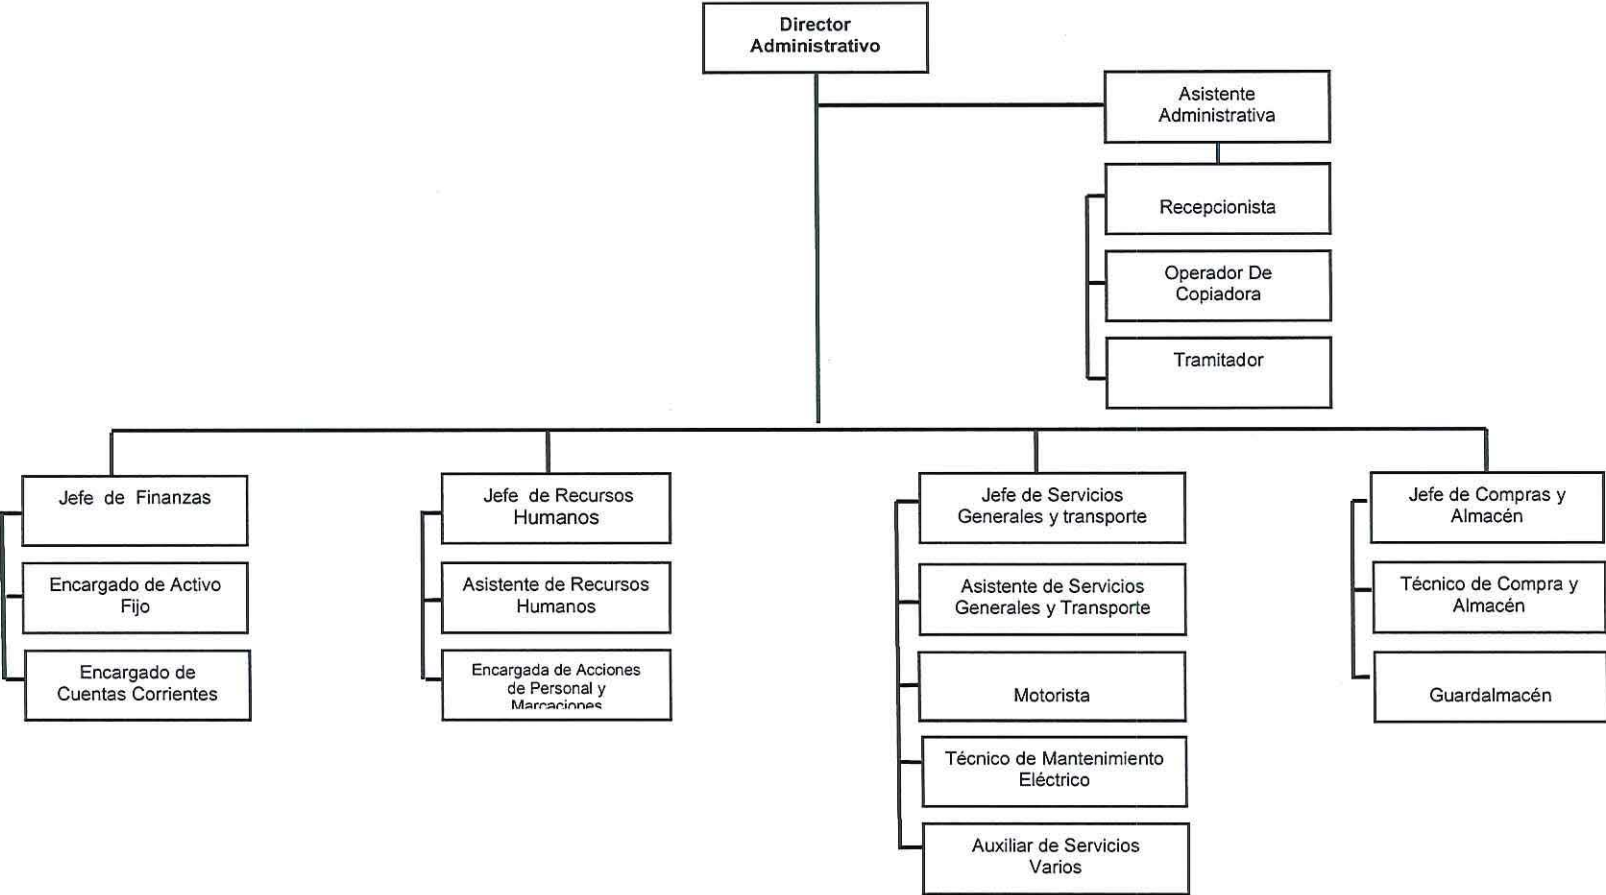 Director
Administrativo
Asistente
Administrativa
Recepcionista
Operador De
Copiadora
Tramitador
Jefe de Finanzas
Encargado de Activo
Fijo
Encargado de
Cuentas Corrientes
Jefe de Recursos
Humanos
Asistente de Recursos
Humanos
Encargada de Acciones
de Personal y
Marcaciones
Jefe de Servicios
Generales y transporte
Asistente de Servicios
Generales y Transporte
Motorista
Técnico de Mantenimiento
Eléctrico
Auxiliar de Servicios
Varios
Jefe de Compras y
Almacén
Técnico de Compra y
Almacén
Guardalmacén